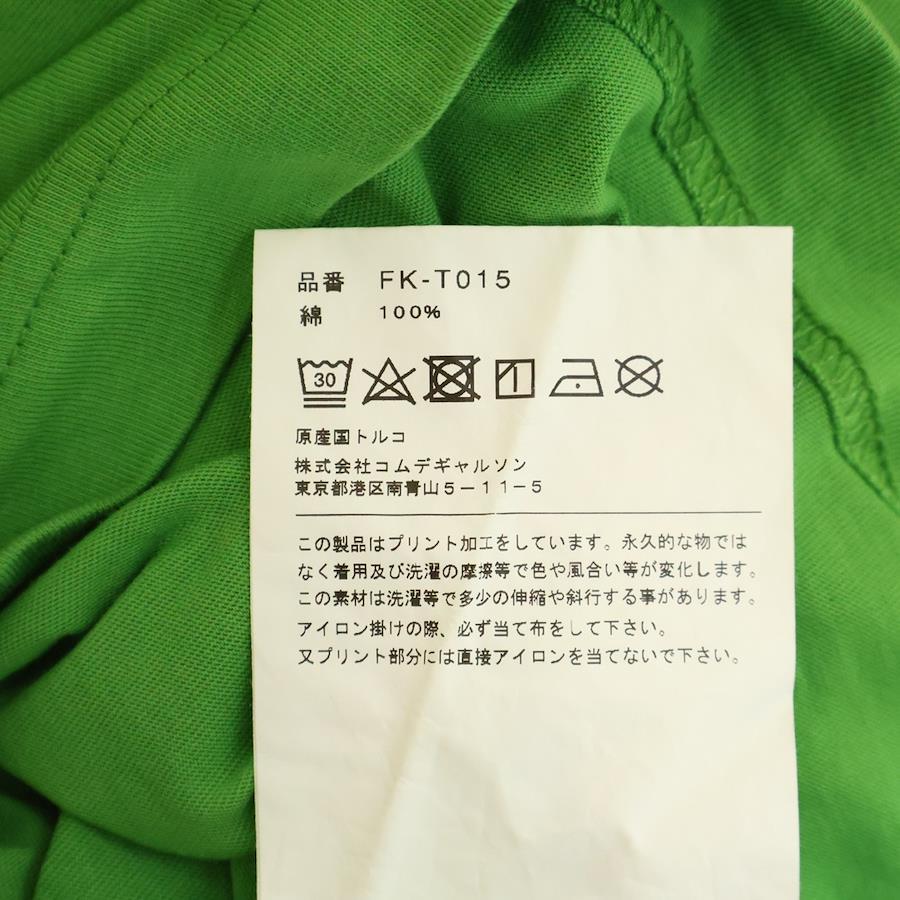 品番 FK-T015
綿 100%
30
原産国トルコ
株式会社コムデギャルソン
東京都港区南青山5-11-5
この製品はプリント加工をしています。永久的な物では
なく着用及び洗濯の摩擦等で色や風合い等が変化します。
この素材は洗濯等で多少の伸縮や斜行する事があります。
アイロン掛けの際、必ず当て布をして下さい。
又プリント部分には直接アイロンを当てないで下さい。